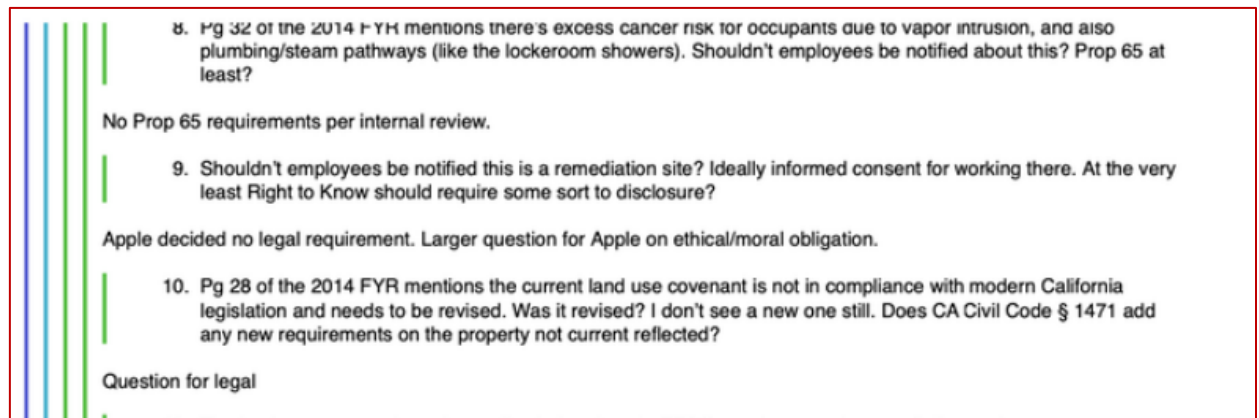 8. Pg 32 of the 2014 FYR mentions there's excess cancer risk for occupants due to vapor intrusion, and also
plumbing/steam pathways (like the lockeroom showers). Shouldn't employees be notified about this? Prop 65 at
least?
No Prop 65 requirements per internal review.
9. Shouldn't employees be notified this is a remediation site? Ideally informed consent for working there. At the very
least Right to Know should require some sort to disclosure?
Apple decided no legal requirement. Larger question for Apple on ethical/moral obligation.
10. Pg 28 of the 2014 FYR mentions the current land use covenant is not in compliance with modern California
legislation and needs to be revised. Was it revised? I don't see a new one still. Does CA Civil Code § 1471 add
any new requirements on the property not current reflected?
Question for legal